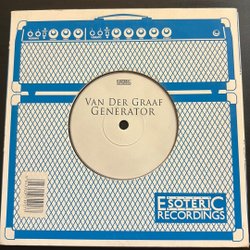 VAN DER GRAAF
GENERATOR
ESOTERIC
RECORDINGS